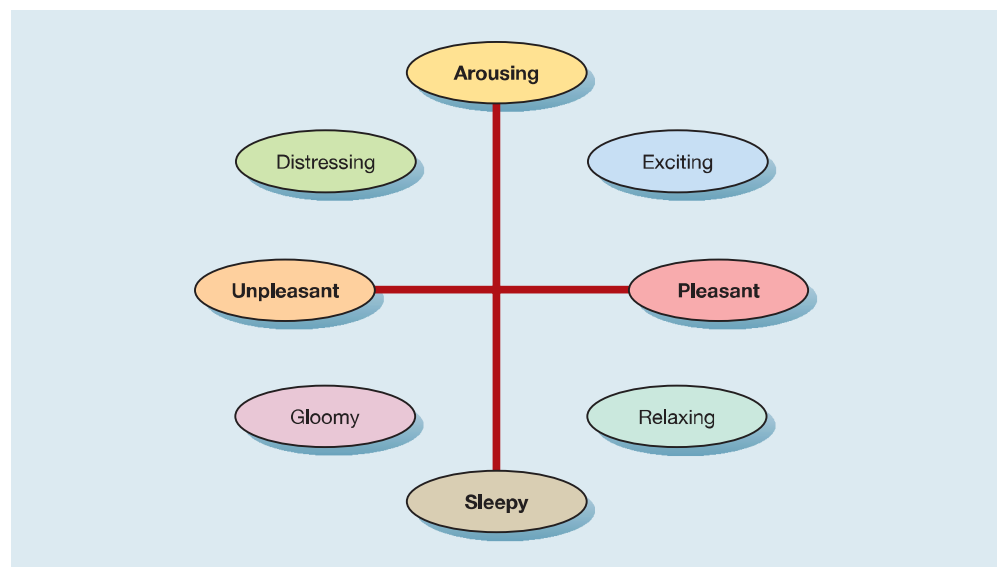 Arousing
Distressing
Exciting
Unpleasant
Pleasant
Gloomy
Relaxing
Sleepy